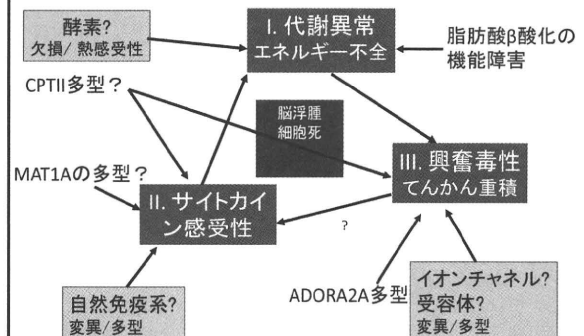 酵素?
欠損/ 熱感受性
I. 代謝異常
エネルギー不全
脂肪酸β酸化の
機能障害
CPTII多型？
脳浮腫
細胞死
MAT1Aの多型？
III. 興奮毒性
てんかん重積
II. サイトカイ
ン感受性
?
ADORA2A多型
イオンチャネル?
受容体?
変異/多型
自然免疫系?
変異/多型